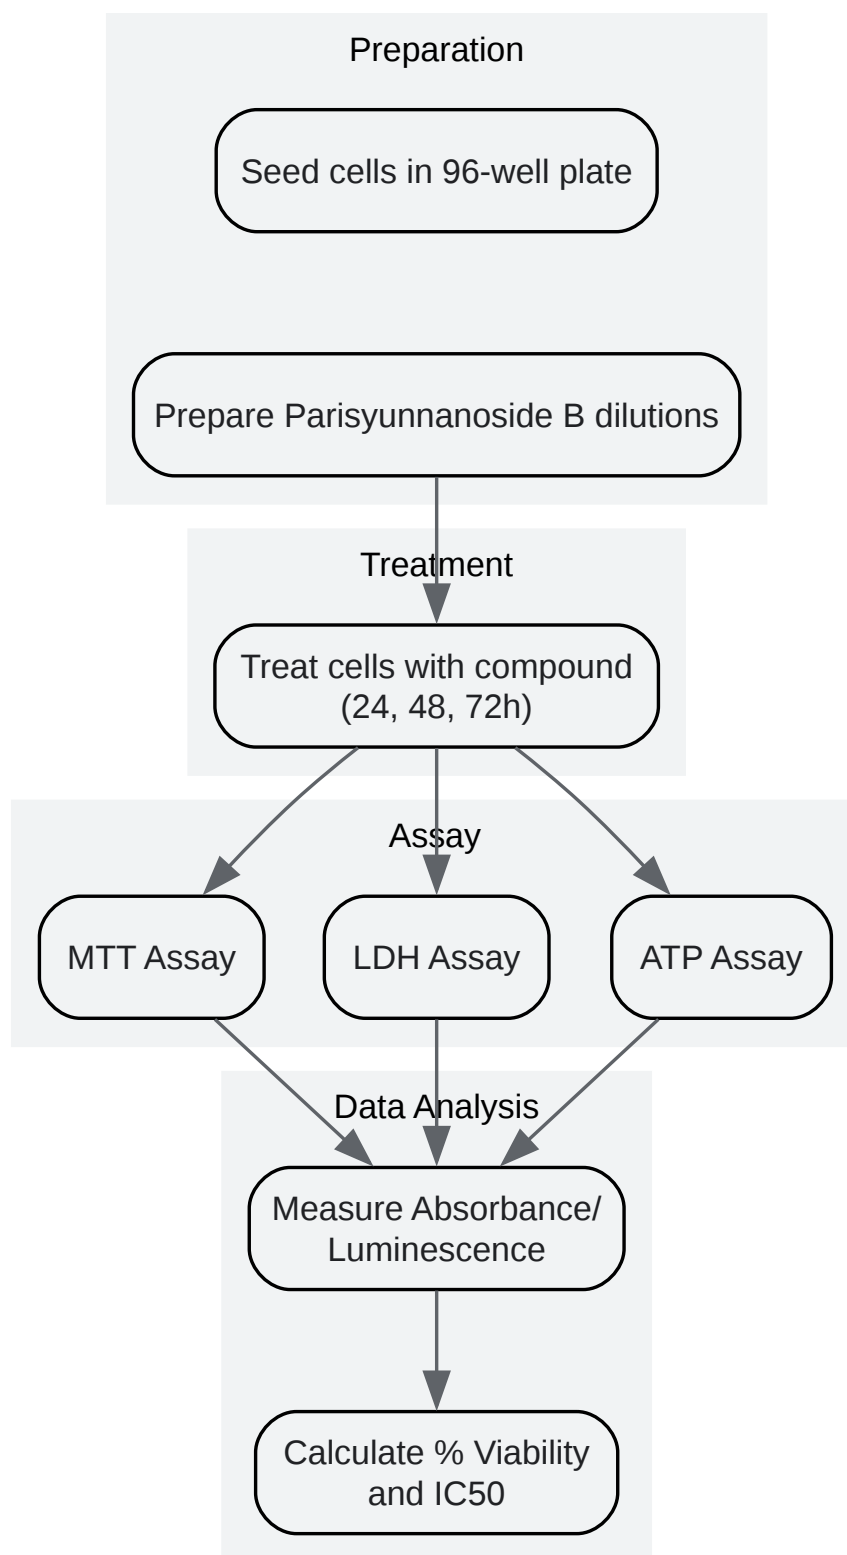 Preparation
Seed cells in 96-well plate
Prepare Parisyunnanoside B dilutions
Treatment
Treat cells with compound
(24, 48, 72h)
Assay
MTT Assay
LDH Assay
ATP Assay
Data Analysis
Measure Absorbance/
Luminescence
Calculate % Viability
and IC50